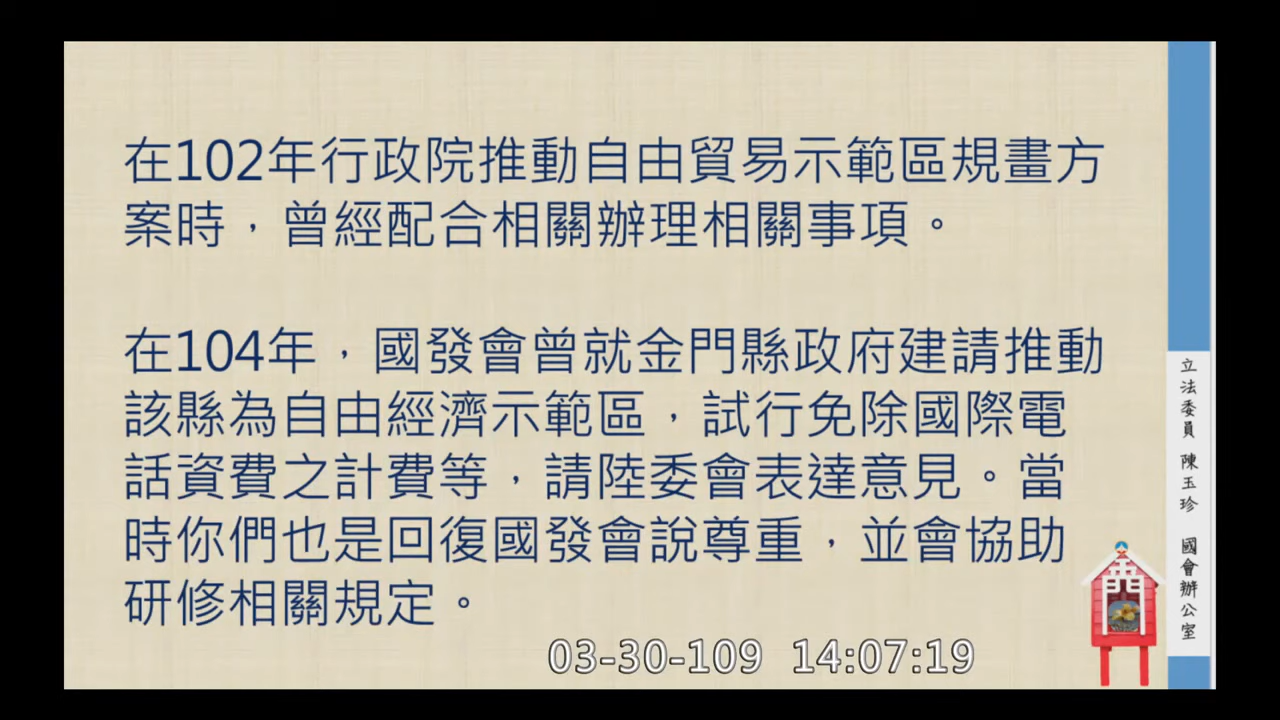 在102年行政院推動自由貿易示範區規畫方
案時，曾經配合相關辦理相關事項。
在104年，國發會曾就金門縣政府建請推動
該縣為自由經濟示範區，試行免除國際電
話資費之計費等，請陸委會表達意見。當
時你們也是回復國發會說尊重，並會協助
研修相關規定。
立法委員 陳玉珍 國會辦公室
03-30-109 14:07:19